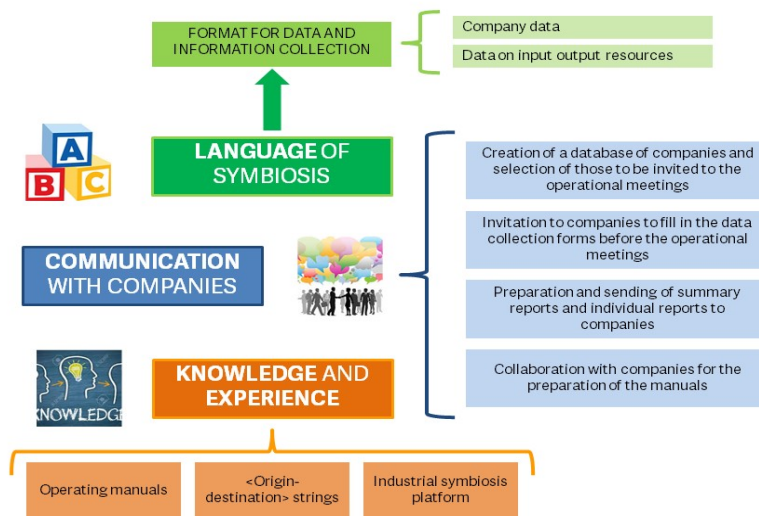 FORMAT FOR DATA AND
INFORMATION COLLECTION
Company data
Data on input output resources
A
B
C
LANGUAGE OF
SYMBIOSIS
COMMUNICATION
WITH COMPANIES
Creation of a database of companies and
selection of those to be invited to the
operational meetings
Invitation to companies to fill in the data
collection forms before the operational
meetings
Preparation and sending of summary
reports and individual reports to
companies
Collaboration with companies for the
preparation of the manuals
KNOWLEDGE
KNOWLEDGE AND
EXPERIENCE
Operating manuals
<Origin-
destination> strings
Industrial symbiosis
platform